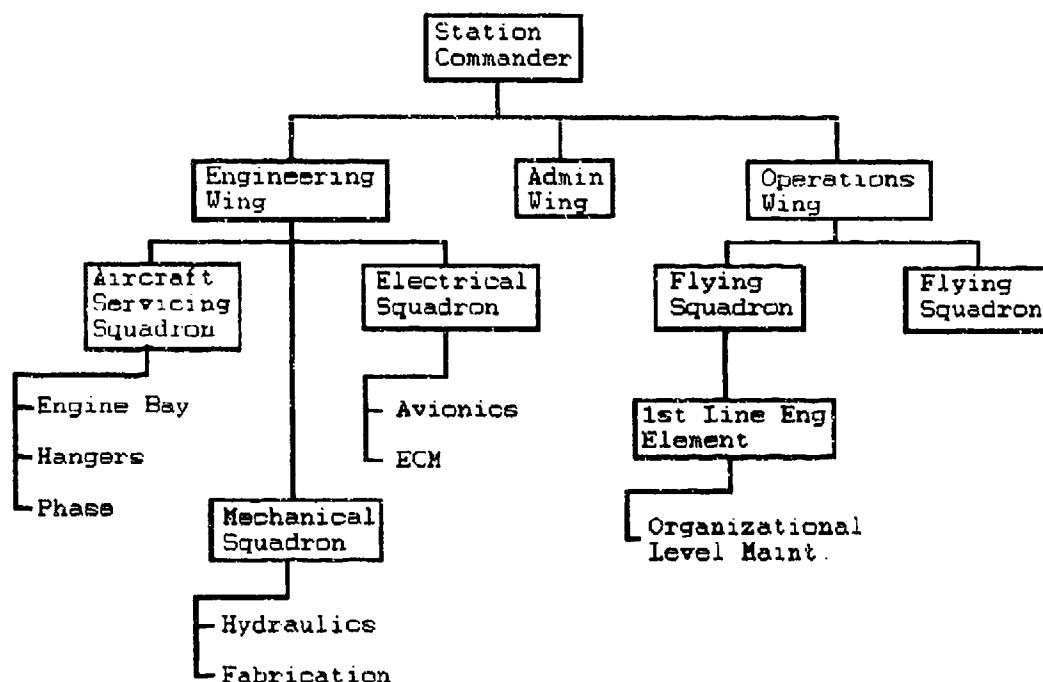 Station
Commander
Engineering
Wing
Admin
Wing
Operations
Wing
Aircraft
Servicing
Squadron
Electrical
Squadron
Flying
Squadron
Flying
Squadron
Engine Bay
Hangers
Phase
Avionics
ECM
1st Line Eng
Element
Mechanical
Squadron
Organizational
Level Maint.
Hydraulics
Fabrication